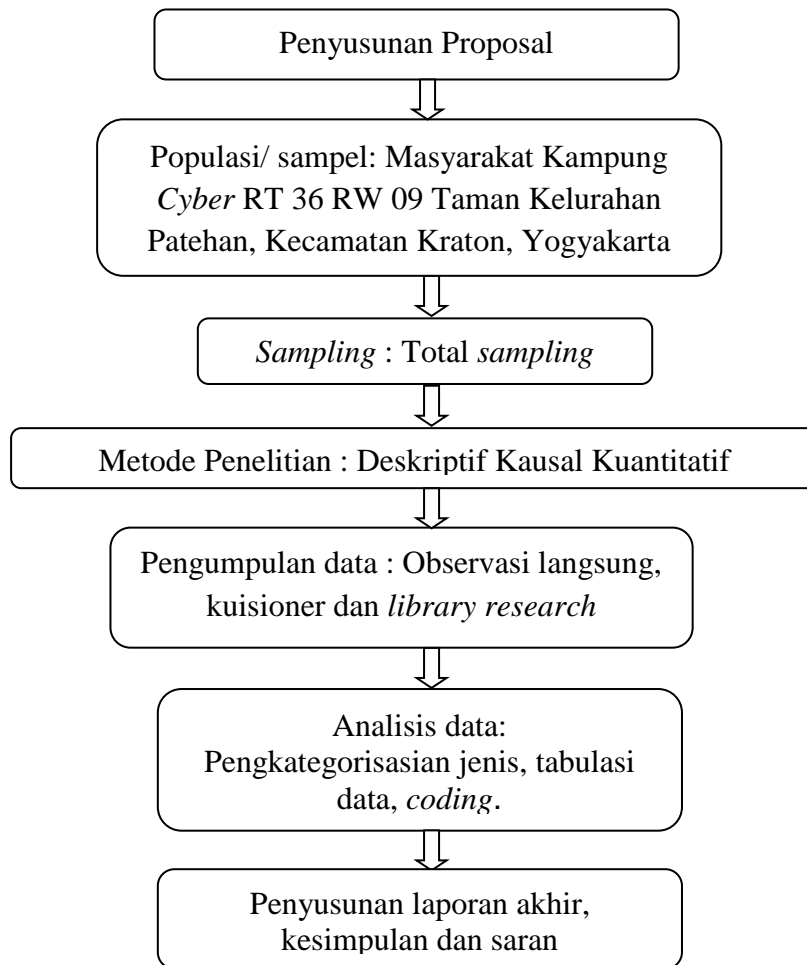 Penyusunan Proposal
Populasi/ sampel: Masyarakat Kampung
Cyber RT 36 RW 09 Taman Kelurahan
Patehan, Kecamatan Kraton, Yogyakarta
Sampling : Total sampling
Metode Penelitian : Deskriptif Kausal Kuantitatif
Pengumpulan data : Observasi langsung,
kuisioner dan library research
Analisis data:
Pengkategorisasian jenis, tabulasi
data, coding.
Penyusunan laporan akhir,
kesimpulan dan saran